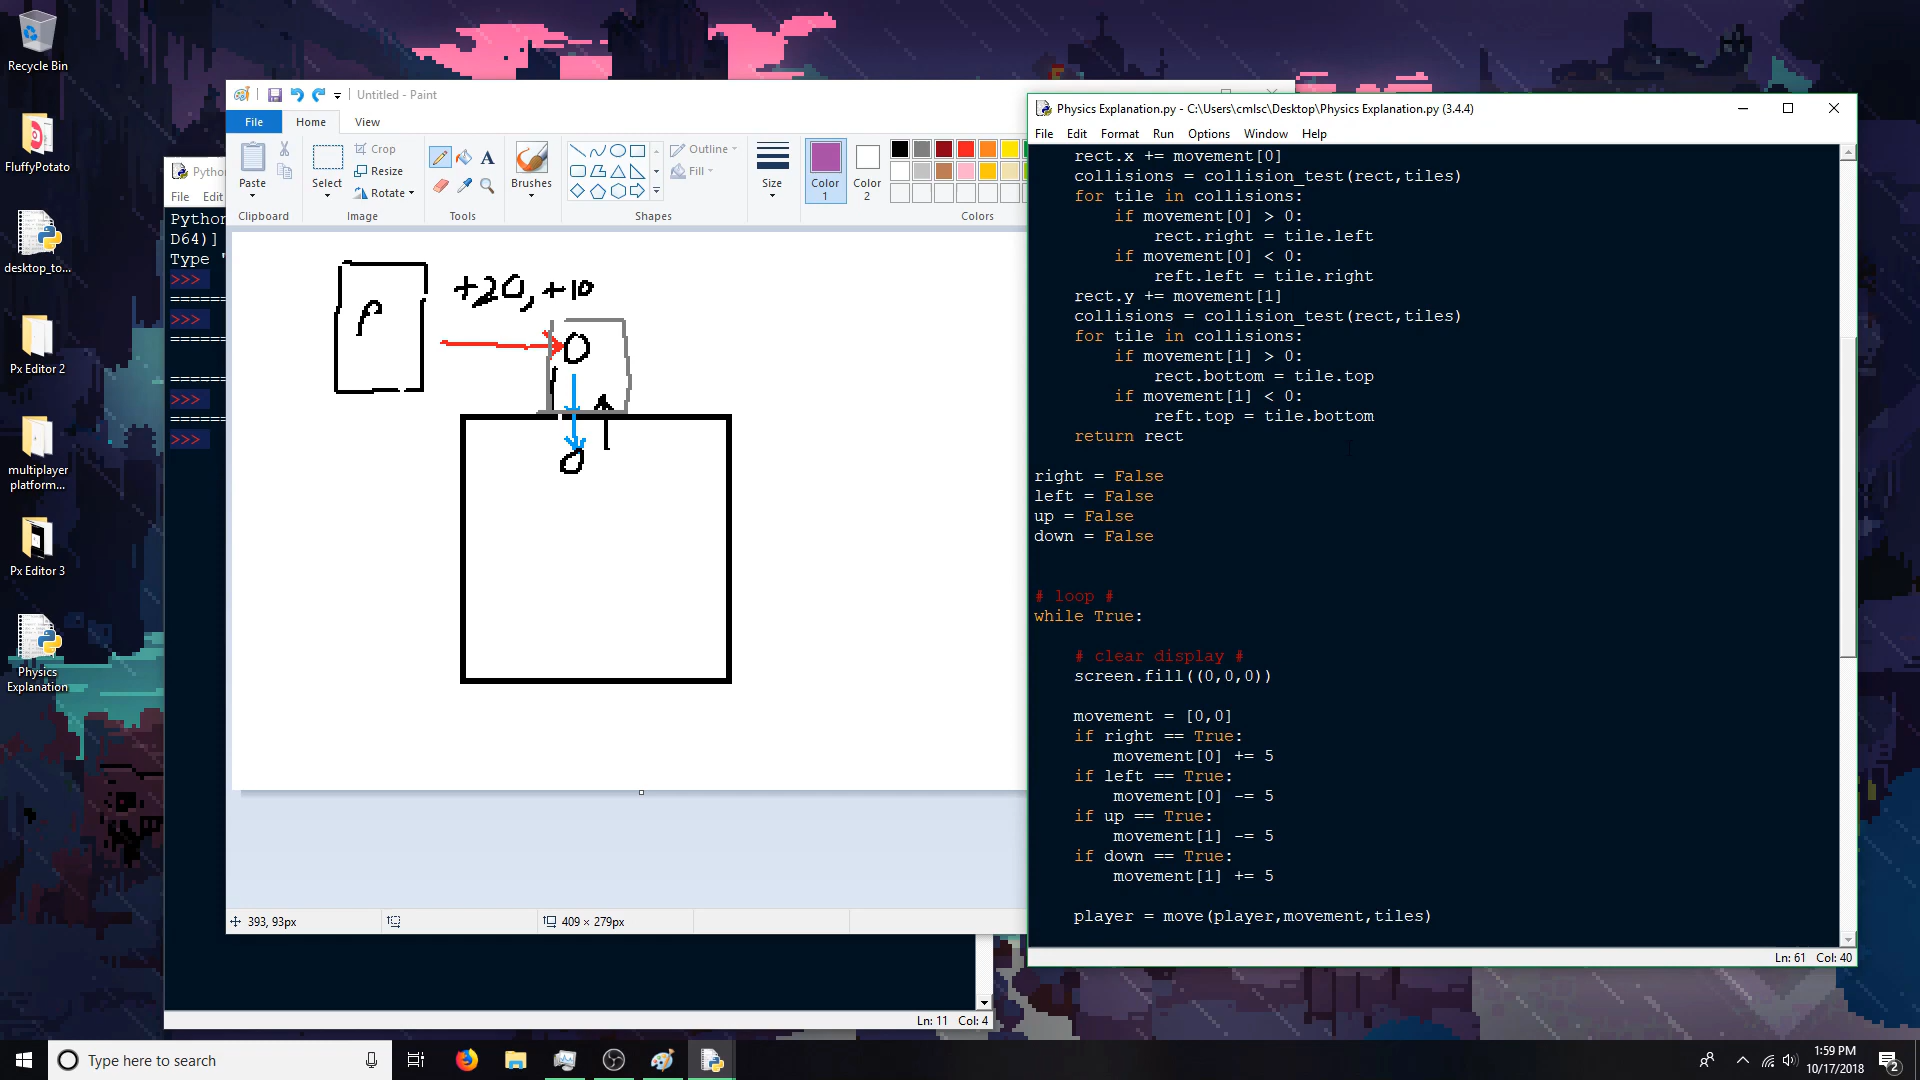 Recycle Bin
FluffyPotato
desktop_to...
Px Editor 2
multiplayer
platform...
Px Editor 3
Physics
Explanation
Pytho
File Edit
Python
D64)]
Type "
>>>
======
>>>
======
======
>>>
======
>>>
Ln: 11 Col: 4
Untitled - Paint
File Home View
Paste
Clipboard
Select
Crop
Resize
Rotate
Image
A
Tools
Brushes
Outline
Fill
Shapes
Size
Color
1
Color
2
Colors
P
+20, +10
393, 93px
409 × 279px
Physics Explanation.py - C:\Users\cmlsc\Desktop\Physics Explanation.py (3.4.4)
File Edit Format Run Options Window Help
rect.x += movement[0]
collisions = collision_test(rect,tiles)
for tile in collisions:
if movement[0] > 0:
rect.right = tile.left
if movement[0] < 0:
reft.left = tile.right
rect.y += movement[1]
collisions = collision_test(rect,tiles)
for tile in collisions:
if movement[1] > 0:
rect.bottom = tile.top
if movement[1] < 0:
reft.top = tile.bottom
return rect
right = False
left = False
up = False
down = False
# loop #
while True:
# clear display #
screen.fill((0,0,0))
movement = [0,0]
if right == True:
movement[0] += 5
if left == True:
movement[0] -= 5
if up == True:
movement[1] -= 5
if down == True:
movement[1] += 5
player = move(player,movement,tiles)
Ln: 61 Col: 40
Type here to search
1:59 PM
10/17/2018
2